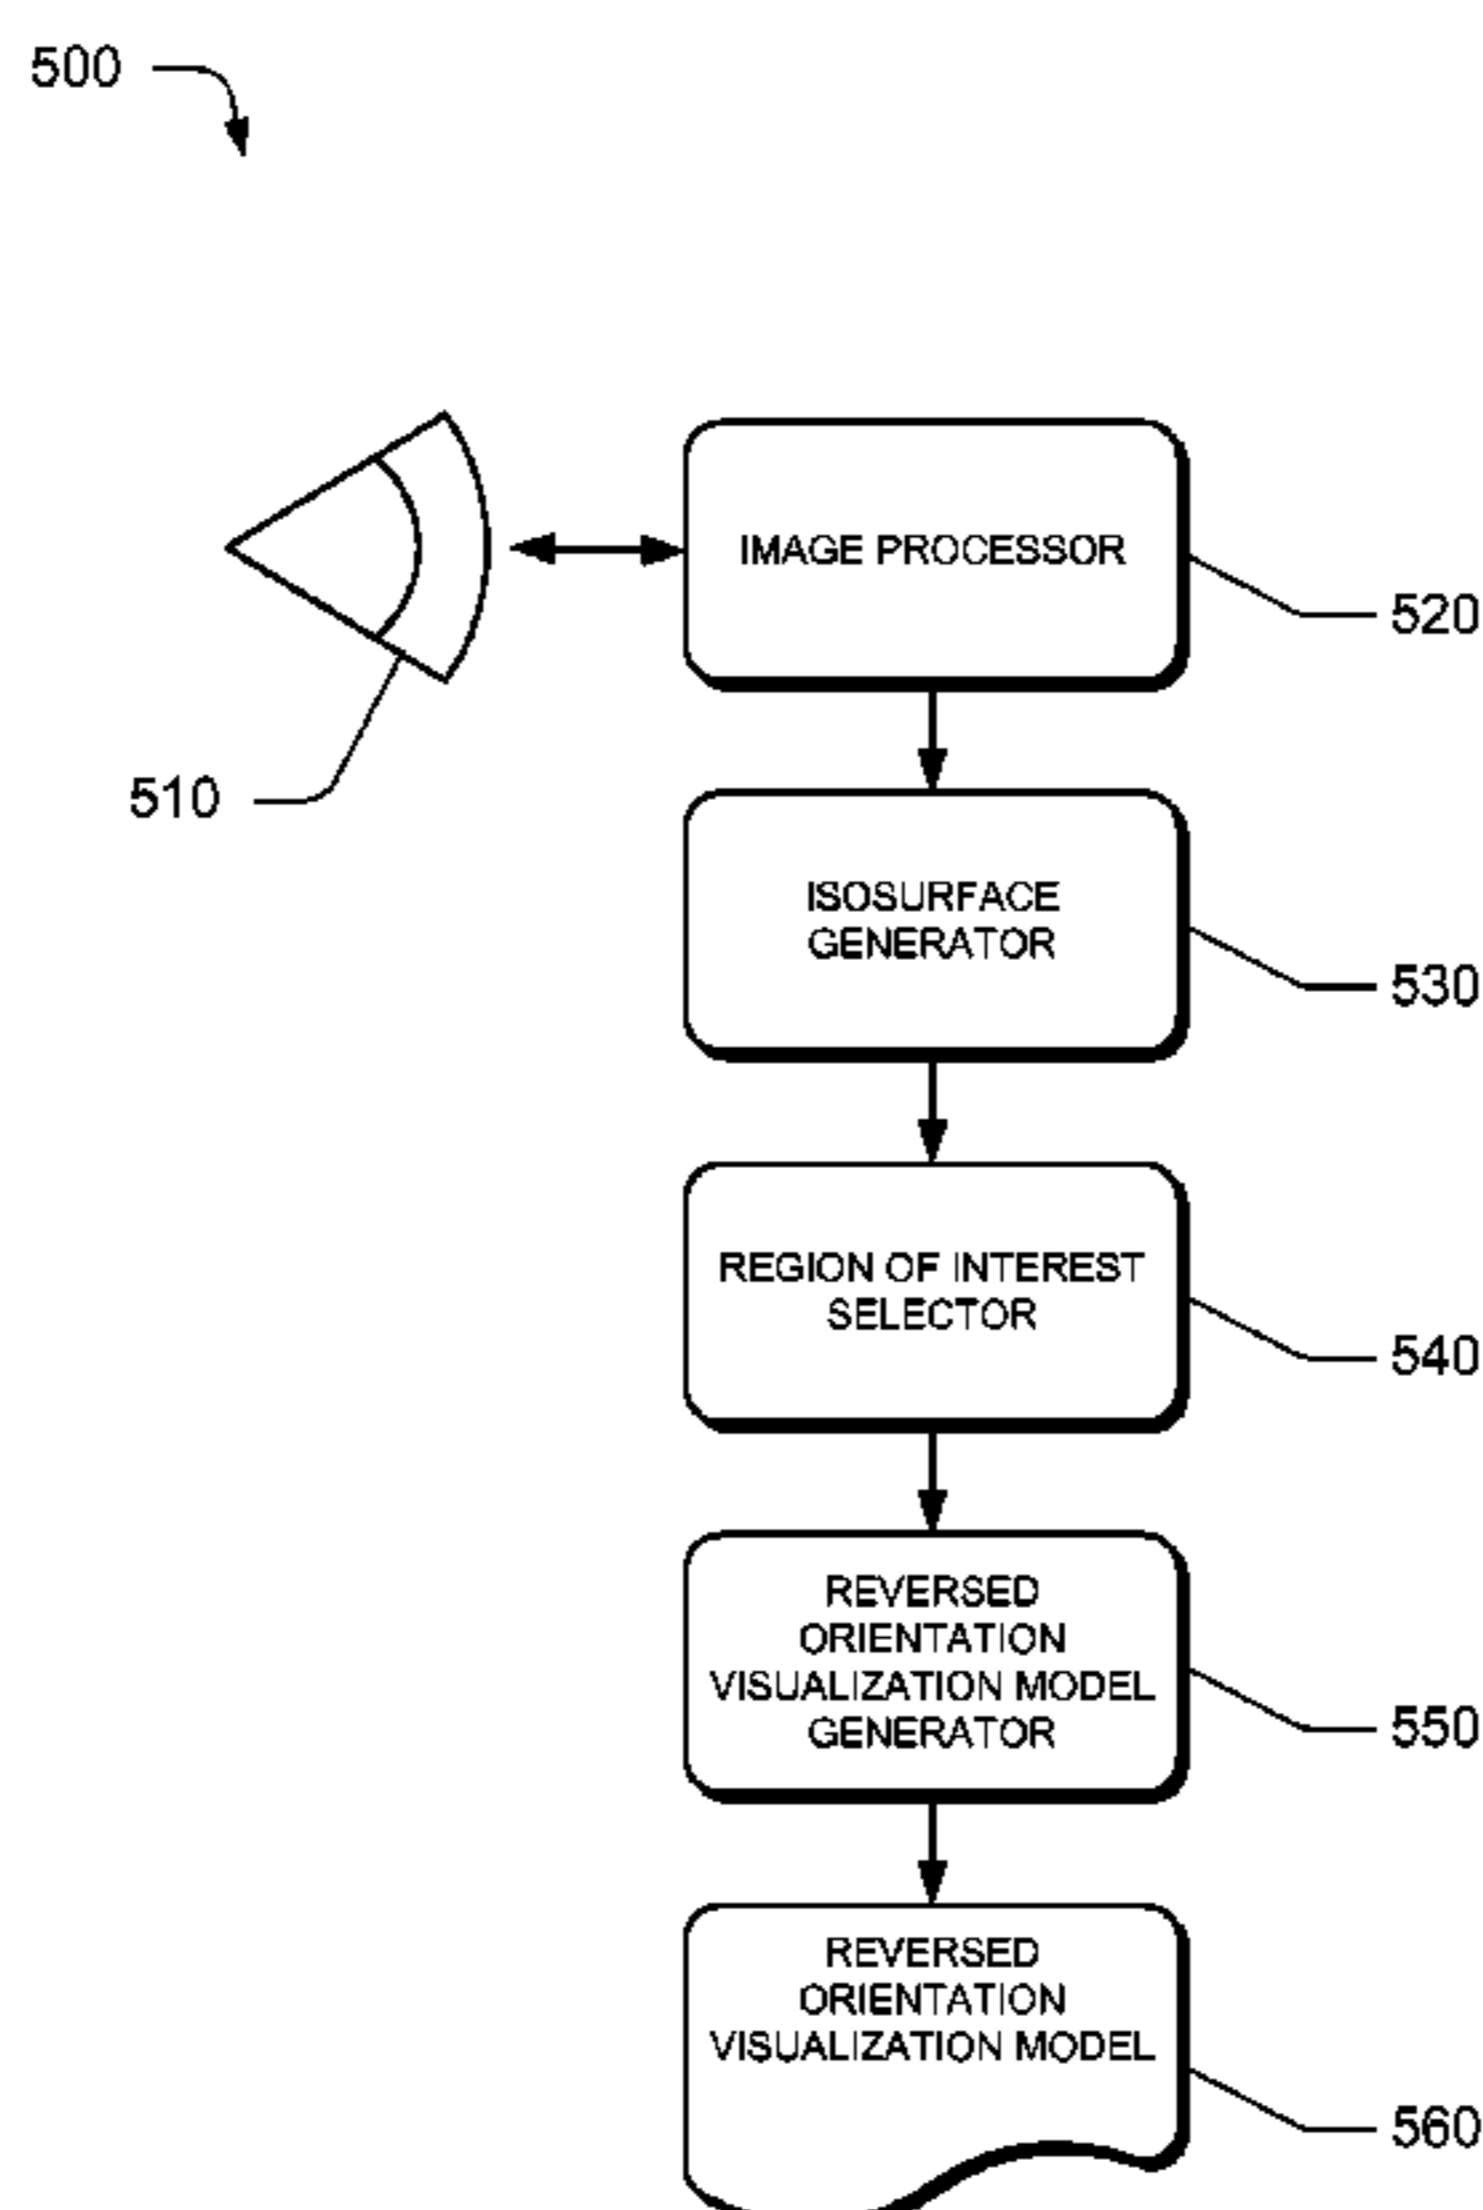 500
IMAGE PROCESSOR
520
510
ISOSURFACE
GENERATOR
530
REGION OF INTEREST
SELECTOR
540
REVERSED
ORIENTATION
VISUALIZATION MODEL
GENERATOR
550
REVERSED
ORIENTATION
VISUALIZATION MODEL
560